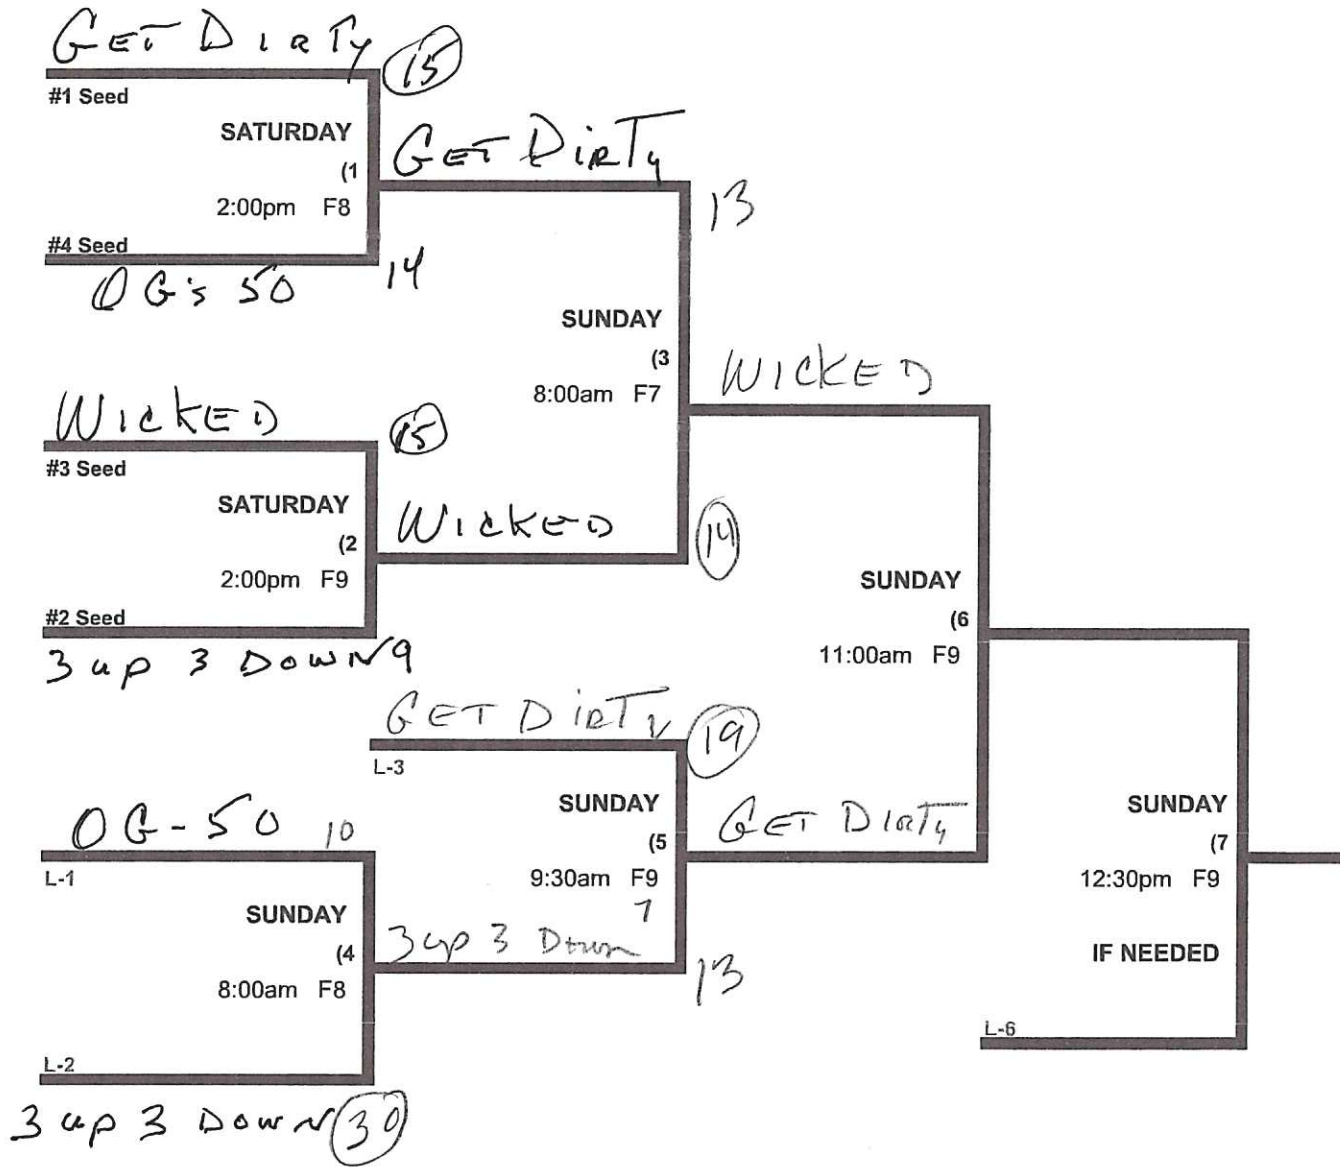 GET DIRTy
15
#1 Seed
SATURDAY
GET DIRTy
(1
13
2:00pm F8
#4 Seed
14
OG's 50
SUNDAY
(3
WICKED
8:00am F7
WICKED
15
#3 Seed
SATURDAY
WICKED
(2
14
2:00pm F9
SUNDAY
#2 Seed
(6
3 up 3 DOWN 9
11:00am F9
GET DIRTy
19
L-3
SUNDAY
SUNDAY
OG-50 10
GET DIRTy
(5
(7
L-1
9:30am F9
12:30pm F9
7
SUNDAY
3 up 3 Down
(4
IF NEEDED
8:00am F8
13
L-6
L-2
3 up 3 DOWN 30